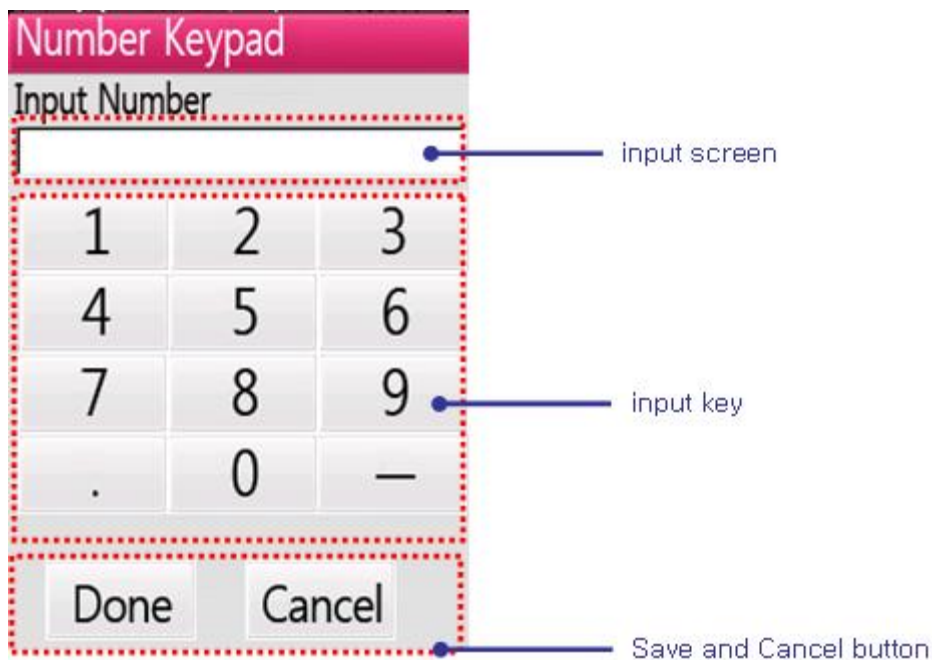 Number Keypad
Input Number
input screen
1 2 3
4 5 6
7 8 9
input key
. 0 —
Done Cancel
Save and Cancel button